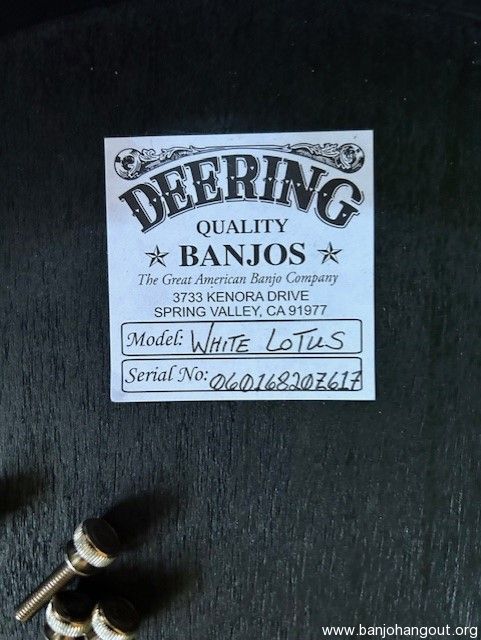 DEERING
QUALITY
BANJOS
The Great American Banjo Company
3733 KENORA DRIVE
SPRING VALLEY, CA 91977
Model: WHITE LOTUS
Serial No: 060168207617
www.banjohangout.org